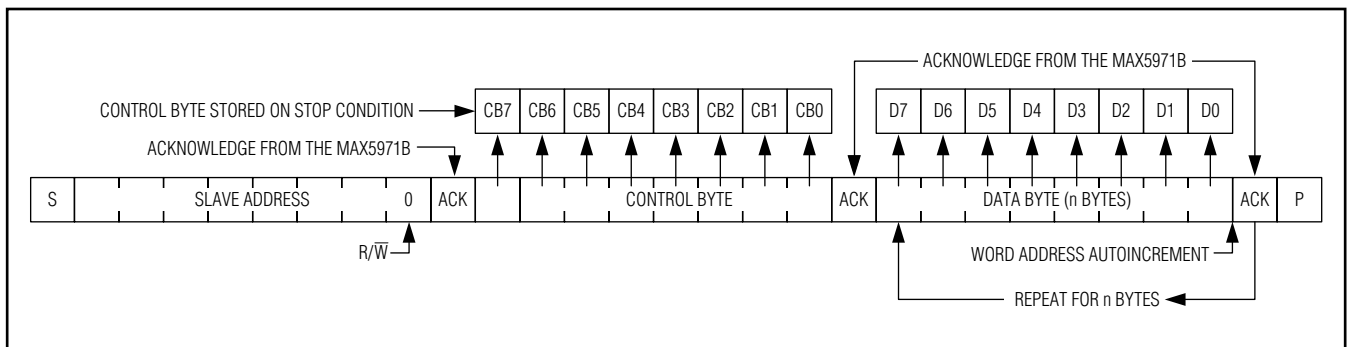 ACKNOWLEDGE FROM THE MAX5971B
CONTROL BYTE STORED ON STOP CONDITION
CB7 CB6 CB5 CB4 CB3 CB2 CB1 CB0
D7 D6 D5 D4 D3 D2 D1 D0
ACKNOWLEDGE FROM THE MAX5971B
S SLAVE ADDRESS 0 ACK CONTROL BYTE ACK DATA BYTE (n BYTES) ACK P
R/W̅
WORD ADDRESS AUTOINCREMENT
REPEAT FOR n BYTES